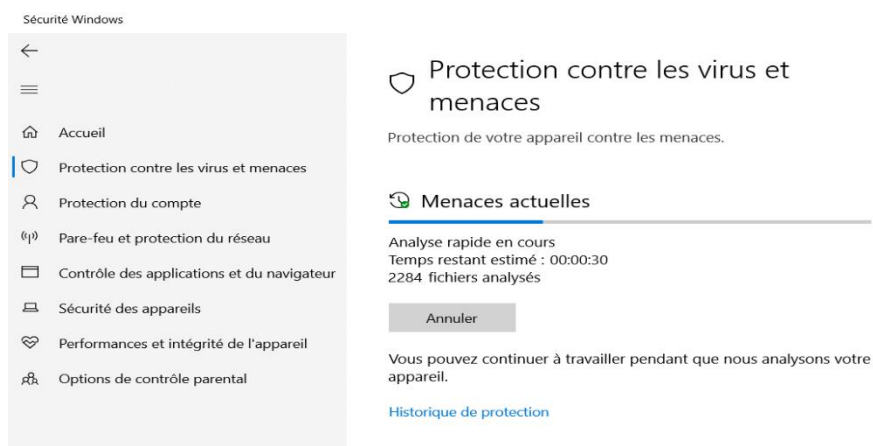 Sécurité Windows
Accueil
Protection contre les virus et menaces
Protection du compte
Pare-feu et protection du réseau
Contrôle des applications et du navigateur
Sécurité des appareils
Performances et intégrité de l'appareil
Options de contrôle parental
Protection contre les virus et
menaces
Protection de votre appareil contre les menaces.
Menaces actuelles
Analyse rapide en cours
Temps restant estimé : 00:00:30
2284 fichiers analysés
Annuler
Vous pouvez continuer à travailler pendant que nous analysons votre
appareil.
Historique de protection